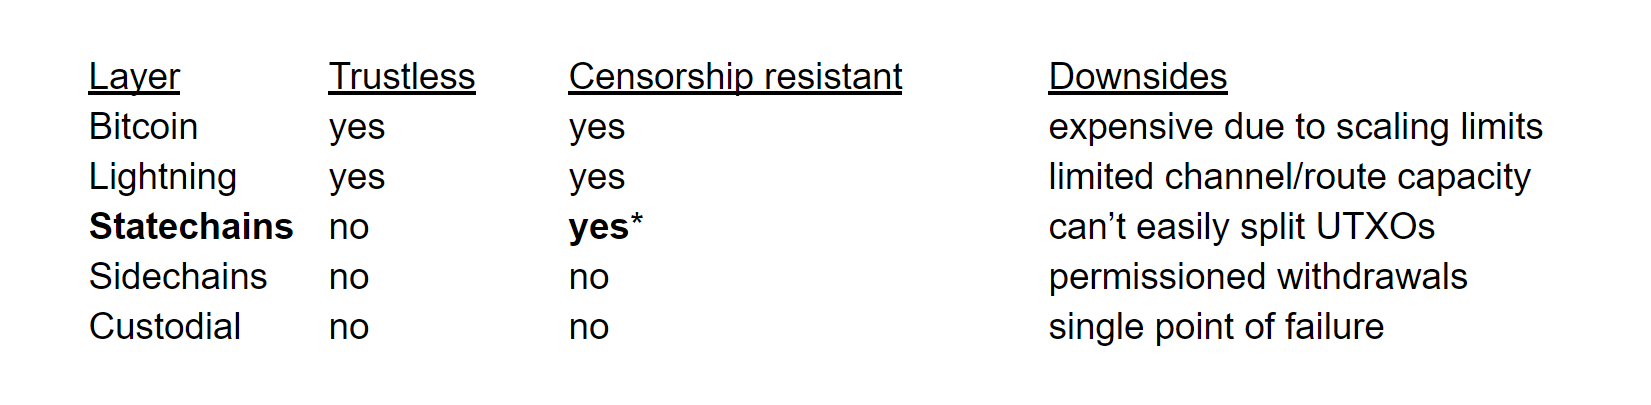 Layer Trustless Censorship resistant Downsides
Bitcoin yes yes expensive due to scaling limits
Lightning yes yes limited channel/route capacity
Statechains no yes* can’t easily split UTXOs
Sidechains no no permissioned withdrawals
Custodial no no single point of failure